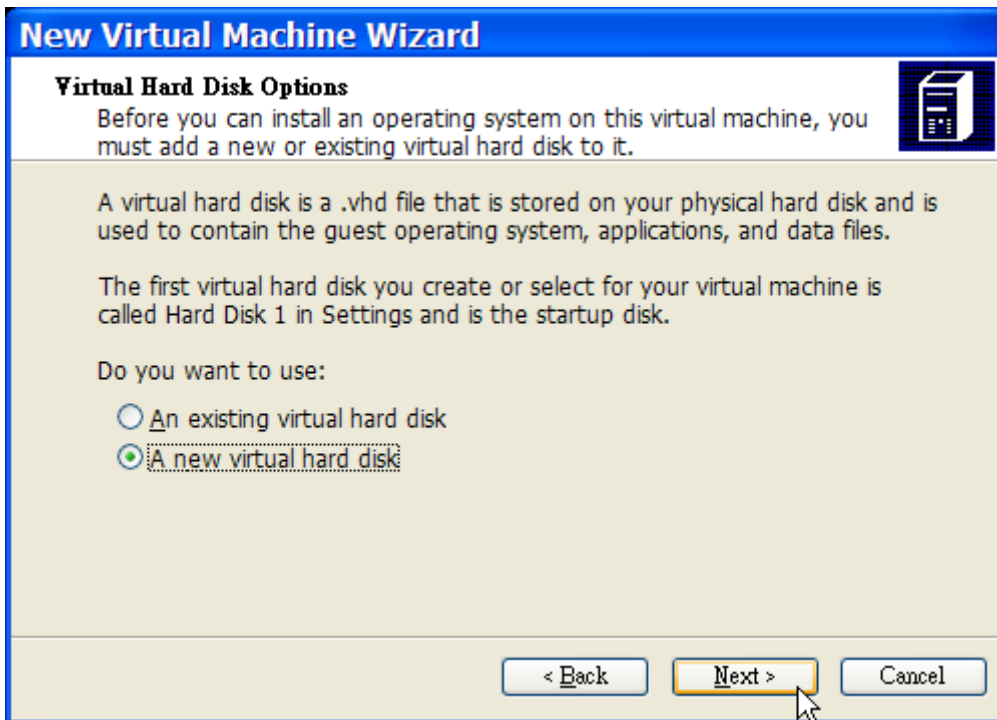 New Virtual Machine Wizard
Virtual Hard Disk Options
Before you can install an operating system on this virtual machine, you
must add a new or existing virtual hard disk to it.
A virtual hard disk is a .vhd file that is stored on your physical hard disk and is
used to contain the guest operating system, applications, and data files.
The first virtual hard disk you create or select for your virtual machine is
called Hard Disk 1 in Settings and is the startup disk.
Do you want to use:
An existing virtual hard disk
A new virtual hard disk
< Back Next > Cancel